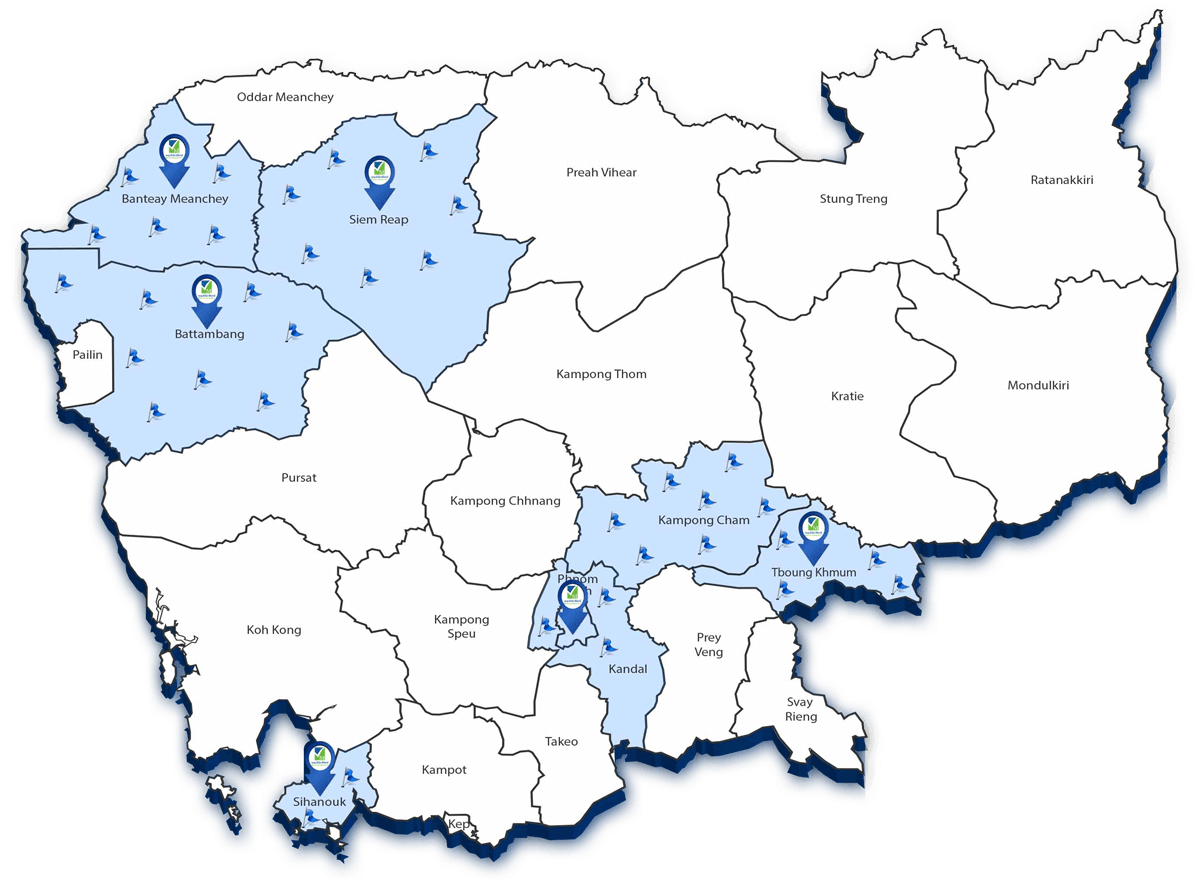 Oddar Meanchey
Preah Vihear
Ratanakkiri
Stung Treng
Banteay Meanchey
Siem Reap
Battambang
Pailin
Kampong Thom
Mondulkiri
Kratie
Pursat
Kampong Chhnang
Kampong Cham
Tboung Khmum
Phnom
Koh Kong
Kampong
Speu
Prey
Veng
Kandal
Svay
Rieng
Takeo
Kampot
Sihanouk
Kep